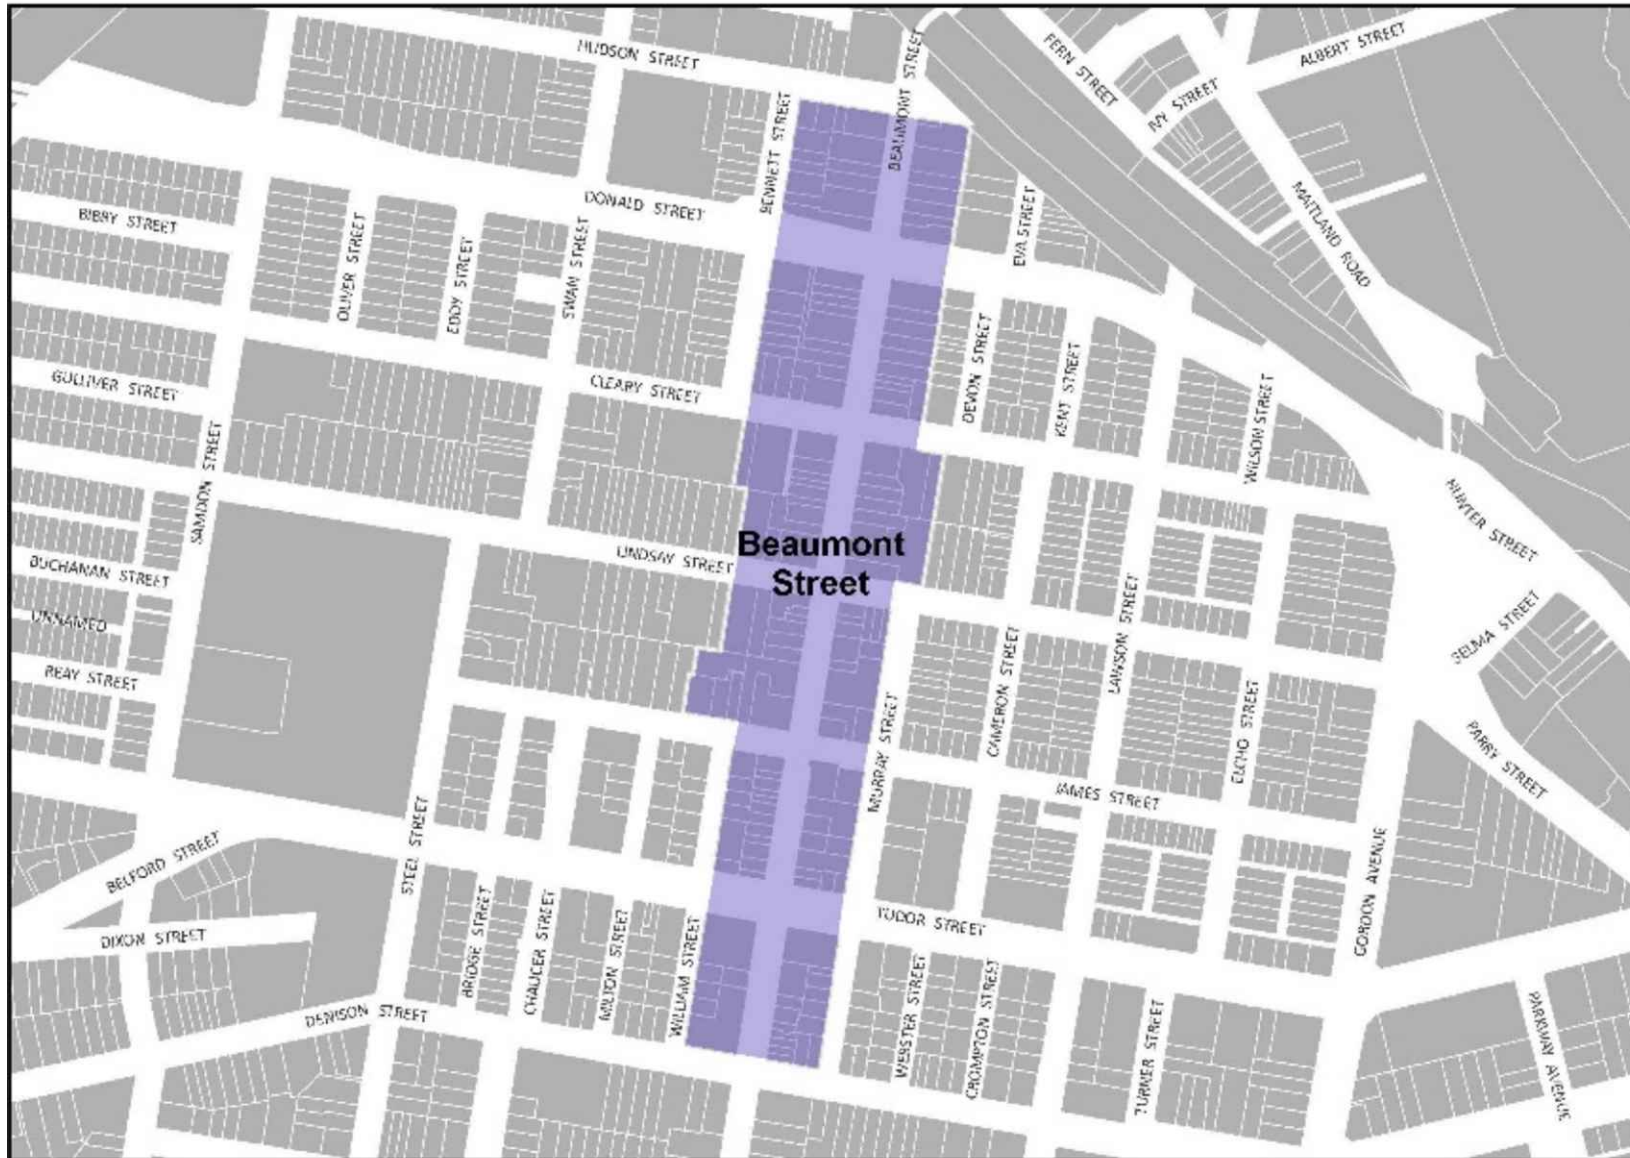 HUDSON STREET
BEAUMONT STREET
FERN STREET
ALBERT STREET
IVY STREET
BENNETT STREET
BEAUMONT STREET
MAITLAND ROAD
DONALD STREET
BIBBY STREET
OLIVER STREET
EDDY STREET
SWAN STREET
EVA STREET
GULLIVER STREET
CLEARY STREET
DEVON STREET
KENT STREET
WILSON STREET
SAMDON STREET
HUNTER STREET
BUCHANAN STREET
LINDSAY STREET
Beaumont
Street
UNNAMED
SELMA STREET
REAY STREET
CAMERON STREET
LAWSON STREET
ELCHO STREET
MURRAY STREET
PARRY STREET
JAMES STREET
BELFORD STREET
STEEL STREET
GORDON AVENUE
DIXON STREET
BRIDGE STREET
CHAUCER STREET
MILTON STREET
WILLIAM STREET
TUDOR STREET
DENISON STREET
WEBSTER STREET
CROMPTON STREET
TURNER STREET
PARKWAY AVENUE